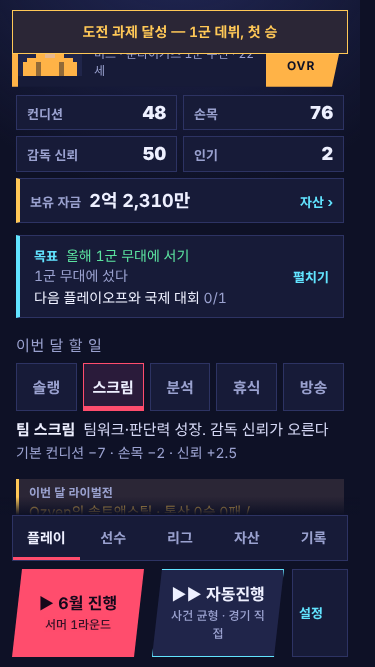 도전 과제 달성 — 1군 데뷔, 첫 승
세
OVR
컨디션 48
손목 76
감독 신뢰 50
인기 2
보유 자금 2억 2,310만
자산 ›
목표 올해 1군 무대에 서기
1군 무대에 섰다
펼치기
다음 플레이오프와 국제 대회 0/1
이번 달 할 일
솔랭
스크림
분석
휴식
방송
팀 스크림 팀워크·판단력 성장. 감독 신뢰가 오른다
기본 컨디션 −7 · 손목 −2 · 신뢰 +2.5
이번 달 라이벌전
플레이
선수
리그
자산
기록
▶ 6월 진행
서머 1라운드
▶▶ 자동진행
사건 균형 · 경기 직
접
설정